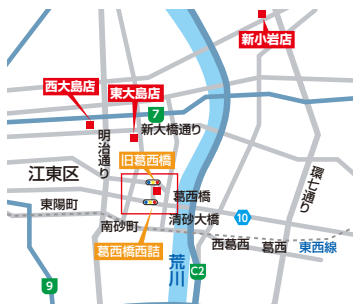 新小岩店
西大島店
東大島店
7
新大橋通り
明治通り
旧葛西橋
環七通り
江東区
葛西橋
東陽町
清砂大橋
10
南砂町
葛西橋西詰
西葛西
葛西
東西線
荒川
C2
9